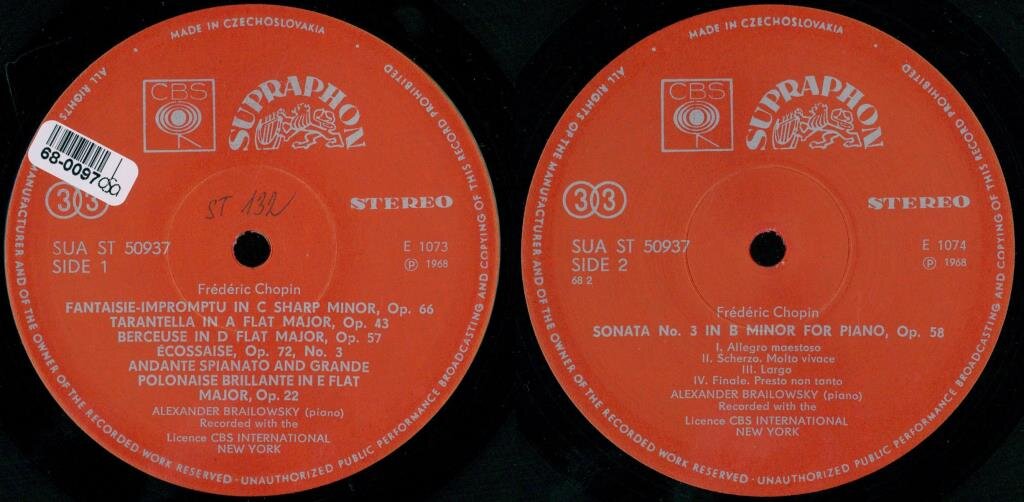 MADE IN CZECHOSLOVAKIA
ALL RIGHTS
MANUFACTURER AND OF THE OWNER OF THE RECORDED WORK RESERVED - UNAUTHORIZED PUBLIC PERFORMANCE BROADCASTING AND COPYING OF THIS RECORD PROHIBITED
CBS
SUPRAPHON
68-0097
33
ST 132
STEREO
SUA ST 50937
SIDE 1
E 1073
℗ 1968
Frédéric Chopin
FANTAISIE-IMPROMPTU IN C SHARP MINOR, Op. 66
TARANTELLA IN A FLAT MAJOR, Op. 43
BERCEUSE IN D FLAT MAJOR, Op. 57
ÉCOSSAISE, Op. 72, No. 3
ANDANTE SPIANATO AND GRANDE
POLONAISE BRILLANTE IN E FLAT
MAJOR, Op. 22
ALEXANDER BRAILOWSKY (piano)
Recorded with the
Licence CBS INTERNATIONAL
NEW YORK
MADE IN CZECHOSLOVAKIA
ALL RIGHTS OF THE MANUFACTURER AND OF THE OWNER OF THE RECORDED WORK RESERVED - UNAUTHORIZED PUBLIC PERFORMANCE BROADCASTING AND COPYING OF THIS RECORD PROHIBITED
CBS
SUPRAPHON
33
STEREO
SUA ST 50937
SIDE 2
68 2
E 1074
℗ 1968
Frédéric Chopin
SONATA No. 3 IN B MINOR FOR PIANO, Op. 58
I. Allegro maestoso
II. Scherzo. Molto vivace
III. Largo
IV. Finale. Presto non tanto
ALEXANDER BRAILOWSKY (piano)
Recorded with the
Licence CBS INTERNATIONAL
NEW YORK